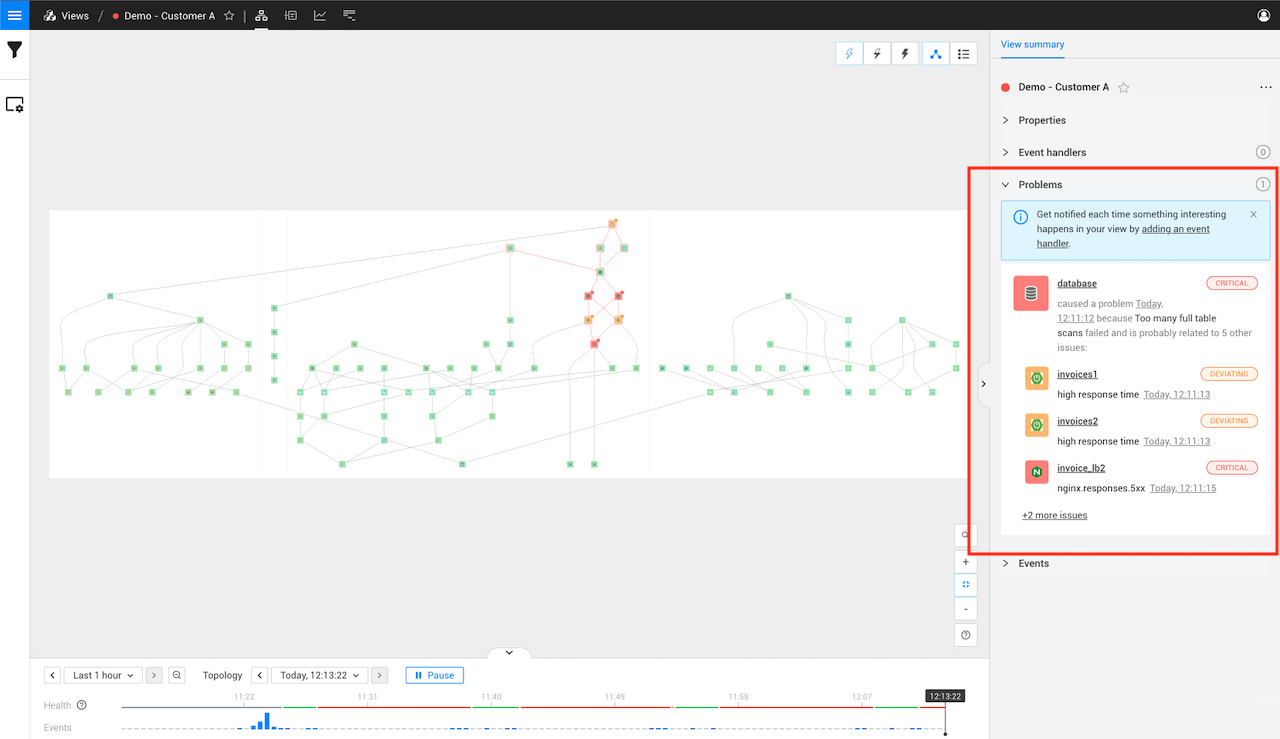 Views / Demo - Customer A
View summary
Demo - Customer A
Properties
Event handlers 0
Problems 1
Get notified each time something interesting
happens in your view by adding an event
handler.
database CRITICAL
caused a problem Today,
12:11:12 because Too many full table
scans failed and is probably related to 5 other
issues:
invoices1 DEVIATING
high response time Today, 12:11:13
invoices2 DEVIATING
high response time Today, 12:11:13
invoice_lb2 CRITICAL
nginx.responses.5xx Today, 12:11:15
+2 more issues
Events
Last 1 hour Topology Today, 12:13:22 Pause
11:22 11:31 11:40 11:49 11:58 12:07 12:13:22
Health
Events